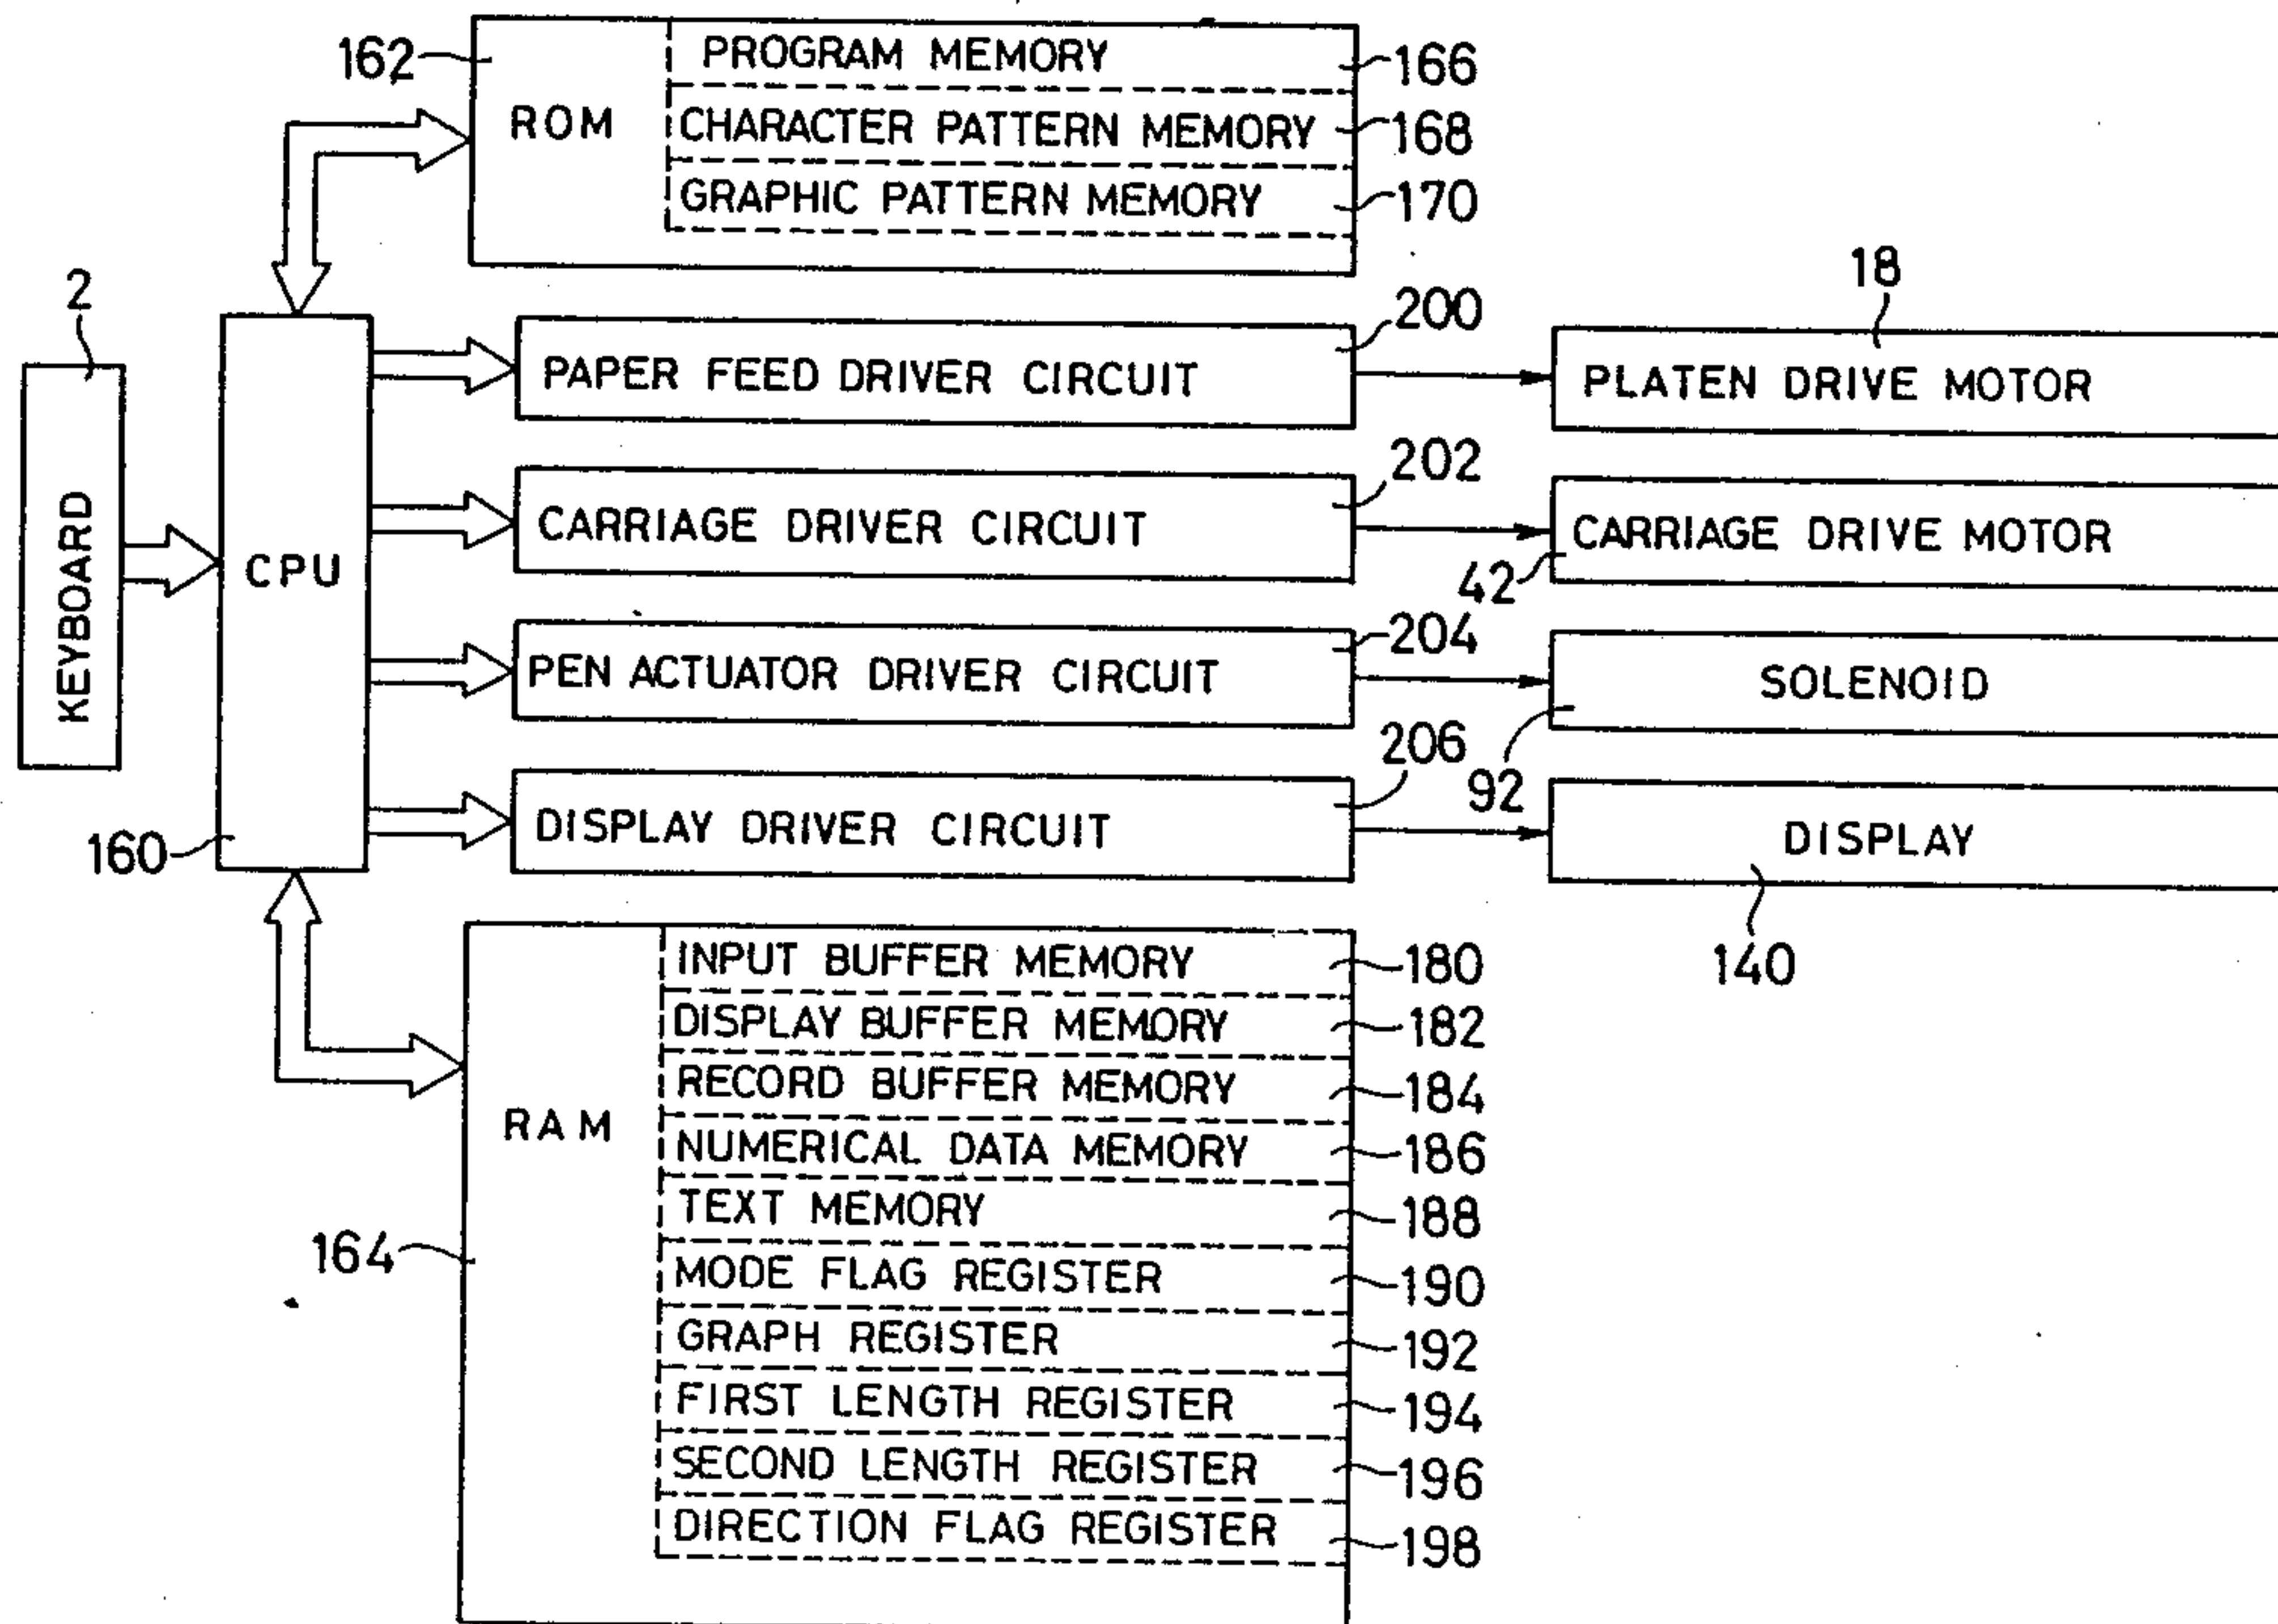 162
ROM
PROGRAM MEMORY
166
CHARACTER PATTERN MEMORY
168
GRAPHIC PATTERN MEMORY
170
2
KEYBOARD
CPU
160
200
PAPER FEED DRIVER CIRCUIT
18
PLATEN DRIVE MOTOR
202
CARRIAGE DRIVER CIRCUIT
CARRIAGE DRIVE MOTOR
42
204
PEN ACTUATOR DRIVER CIRCUIT
SOLENOID
92
206
DISPLAY DRIVER CIRCUIT
DISPLAY
140
164
RAM
INPUT BUFFER MEMORY
180
DISPLAY BUFFER MEMORY
182
RECORD BUFFER MEMORY
184
NUMERICAL DATA MEMORY
186
TEXT MEMORY
188
MODE FLAG REGISTER
190
GRAPH REGISTER
192
FIRST LENGTH REGISTER
194
SECOND LENGTH REGISTER
196
DIRECTION FLAG REGISTER
198